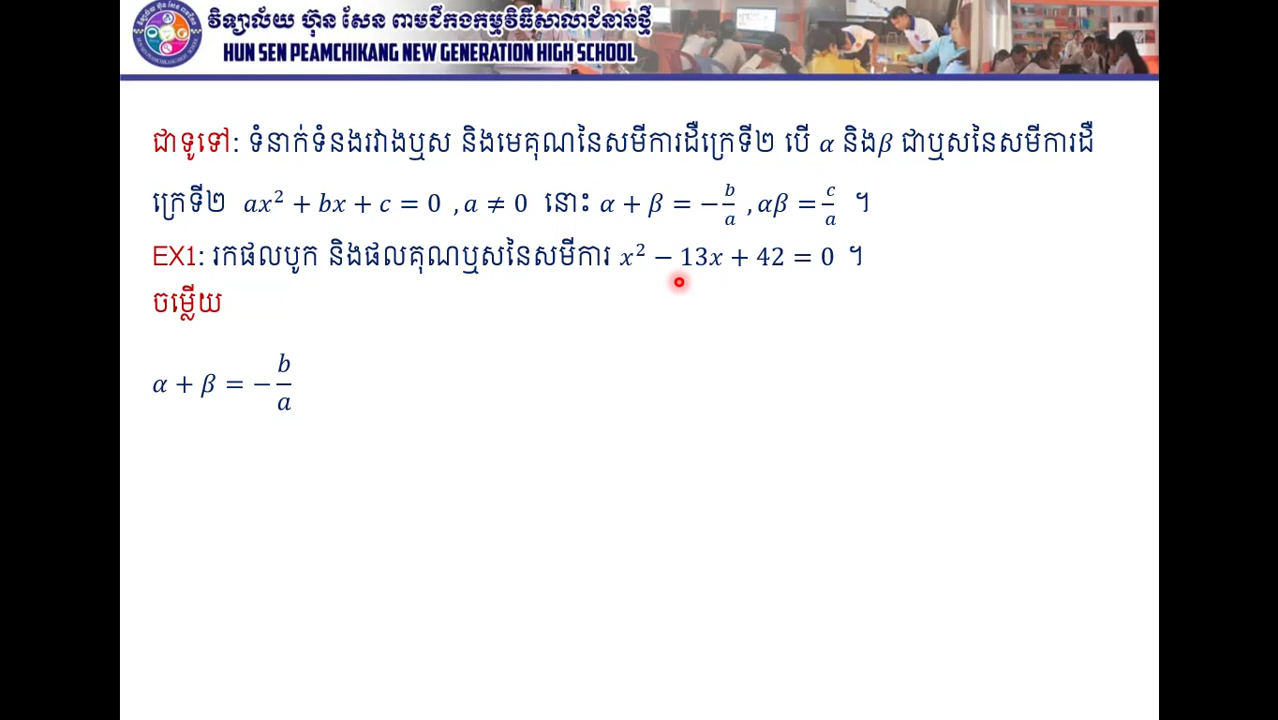 វិទ្យាល័យ ហ៊ុន សែន ពាមជីកងកម្មវិធីសាលាជំនាន់ថ្មី
HUN SEN PEAMCHIKANG NEW GENERATION HIGH SCHOOL
ជាទូទៅ: ទំនាក់ទំនងរវាងឬស និងមេគុណនៃសមីការដឺក្រេទី២ បើ α និងβ ជាឬសនៃសមីការដឺ
ក្រេទី២ ax² + bx + c = 0 , a ≠ 0 នោះ α + β = −b/a , αβ = c/a ។
EX1: រកផលបូក និងផលគុណឬសនៃសមីការ x² − 13x + 42 = 0 ។
ចម្លើយ
α + β = −b/a